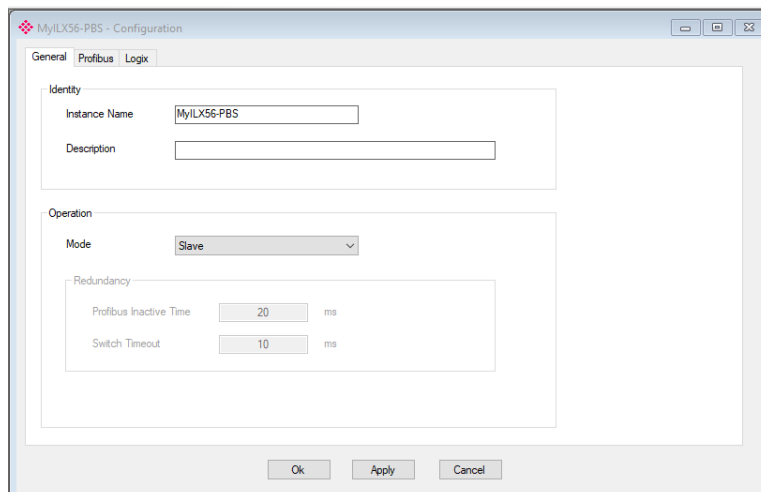 MyILX56-PBS - Configuration
General Profibus Logix
Identity
Instance Name MyILX56-PBS
Description
Operation
Mode Slave
Redundancy
Profibus Inactive Time 20 ms
Switch Timeout 10 ms
Ok Apply Cancel